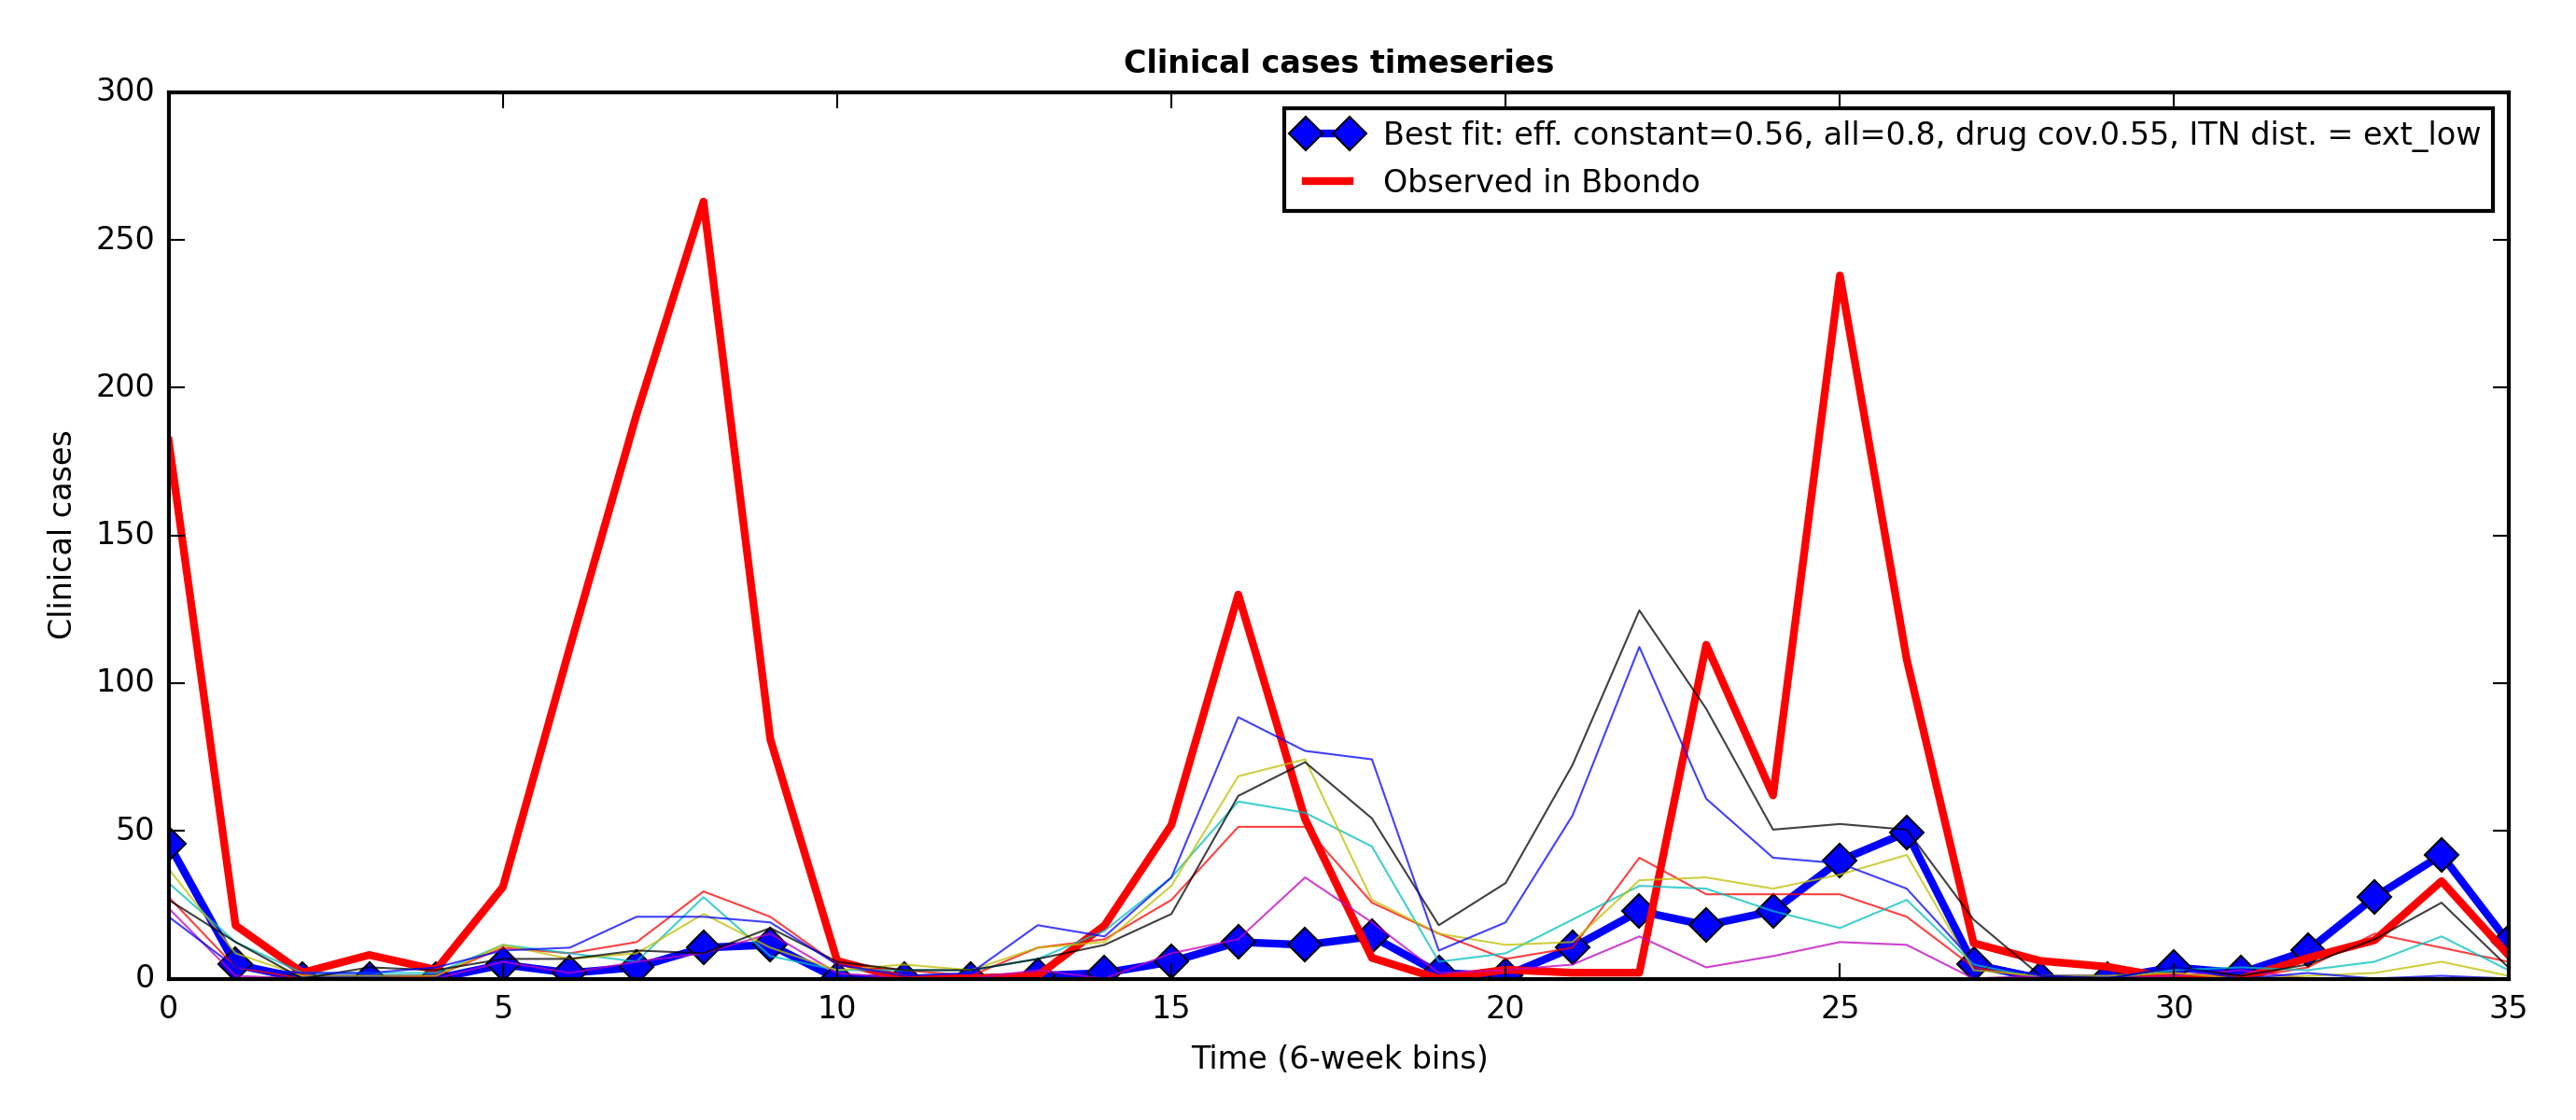 Clinical cases timeseries
Best fit: eff. constant=0.56, all=0.8, drug cov.0.55, ITN dist. = ext_low
Observed in Bbondo
300
250
200
150
100
50
0
Clinical cases
0 5 10 15 20 25 30 35
Time (6-week bins)